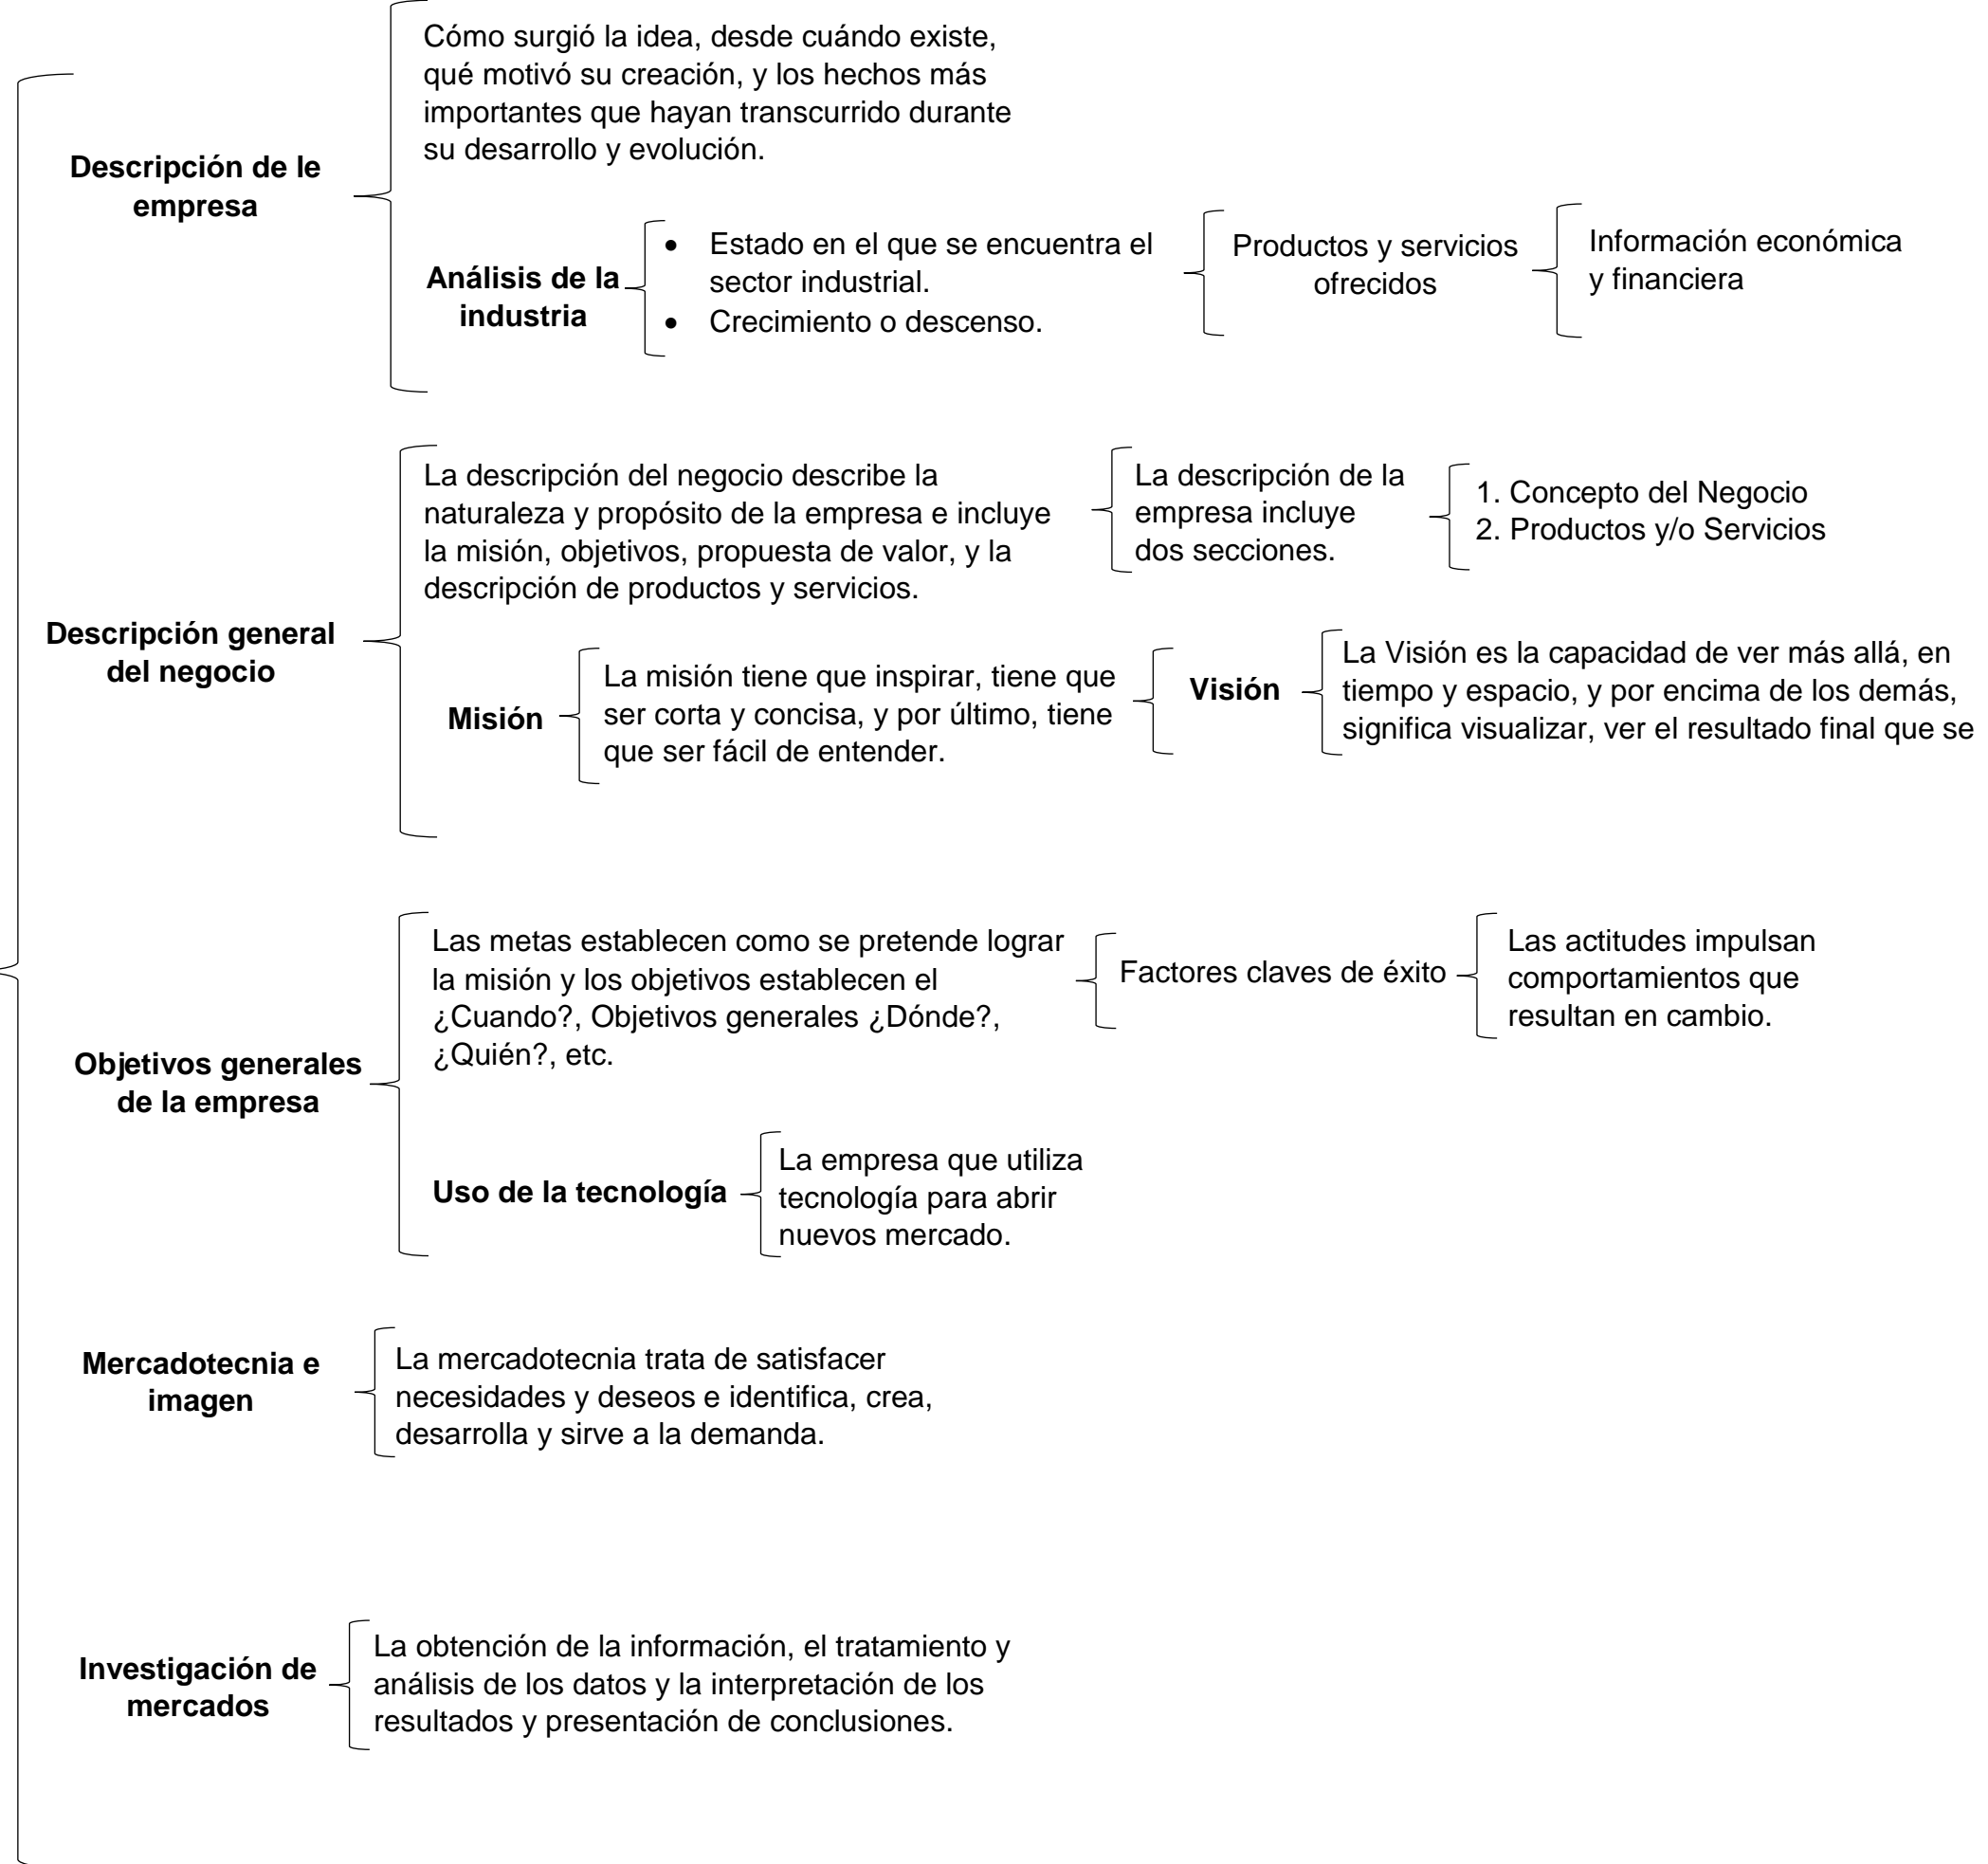 Cómo surgió la idea, desde cuándo existe,
qué motivó su creación, y los hechos más
importantes que hayan transcurrido durante
su desarrollo y evolución.
Descripción de le
empresa
Análisis de la
industria
• Estado en el que se encuentra el
sector industrial.
• Crecimiento o descenso.
Productos y servicios
ofrecidos
Información económica
y financiera
La descripción del negocio describe la
naturaleza y propósito de la empresa e incluye
la misión, objetivos, propuesta de valor, y la
descripción de productos y servicios.
La descripción de la
empresa incluye
dos secciones.
1. Concepto del Negocio
2. Productos y/o Servicios
Descripción general
del negocio
Misión
La misión tiene que inspirar, tiene que
ser corta y concisa, y por último, tiene
que ser fácil de entender.
Visión
La Visión es la capacidad de ver más allá, en
tiempo y espacio, y por encima de los demás,
significa visualizar, ver el resultado final que se
Las metas establecen como se pretende lograr
la misión y los objetivos establecen el
¿Cuando?, Objetivos generales ¿Dónde?,
¿Quién?, etc.
Factores claves de éxito
Las actitudes impulsan
comportamientos que
resultan en cambio.
Objetivos generales
de la empresa
Uso de la tecnología
La empresa que utiliza
tecnología para abrir
nuevos mercado.
Mercadotecnia e
imagen
La mercadotecnia trata de satisfacer
necesidades y deseos e identifica, crea,
desarrolla y sirve a la demanda.
Investigación de
mercados
La obtención de la información, el tratamiento y
análisis de los datos y la interpretación de los
resultados y presentación de conclusiones.